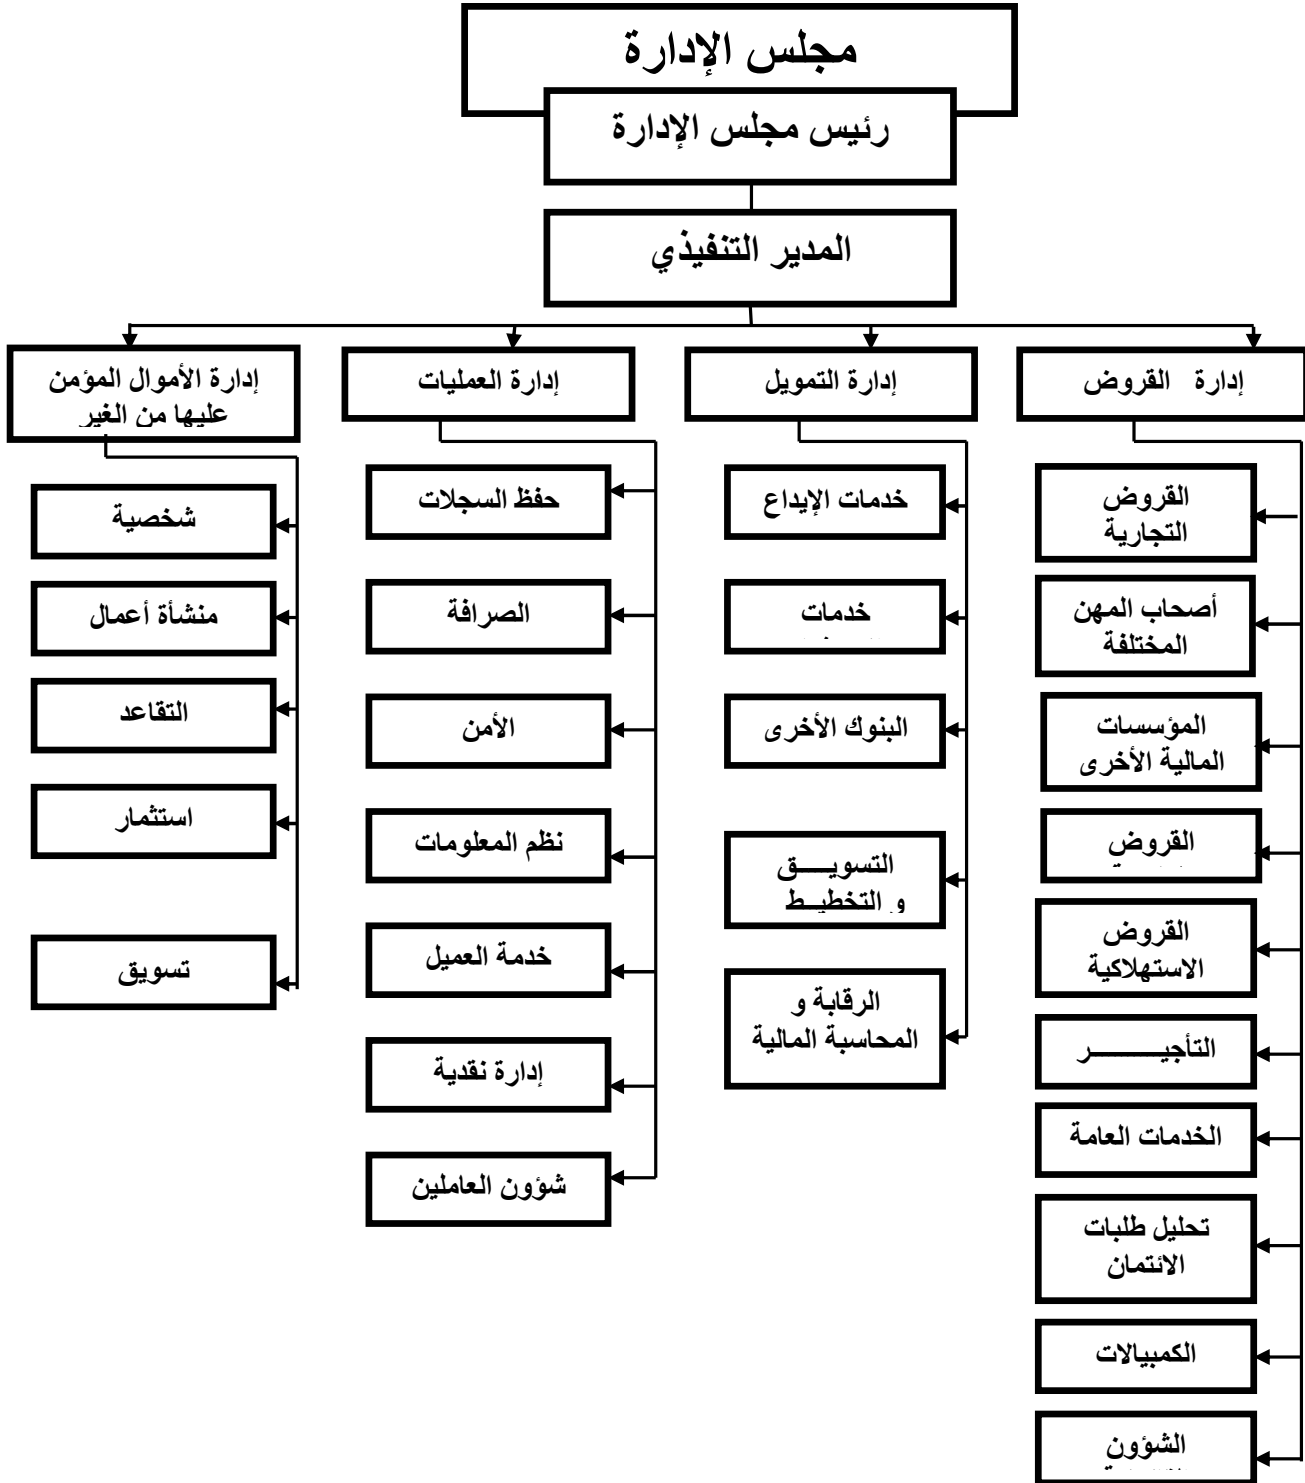 مجلس الإدارة
رئيس مجلس الإدارة
المدير التنفيذي
إدارة القروض
القروض
التجارية
أصحاب المهن
المختلفة
المؤسسات
المالية الأخرى
القروض
القروض
الاستهلاكية
التأجيـــــــــر
الخدمات العامة
تحليل طلبات
الائتمان
الكمبيالات
الشؤون
إدارة التمويل
خدمات الإيداع
خدمات
البنوك الأخرى
التسويـــــق
و التخطيـــط
الرقابة و
المحاسبة المالية
إدارة العمليات
حفظ السجلات
الصرافة
الأمن
نظم المعلومات
خدمة العميل
إدارة نقدية
شؤون العاملين
إدارة الأموال المؤمن
عليها من الغير
شخصية
منشأة أعمال
التقاعد
استثمار
تسويق